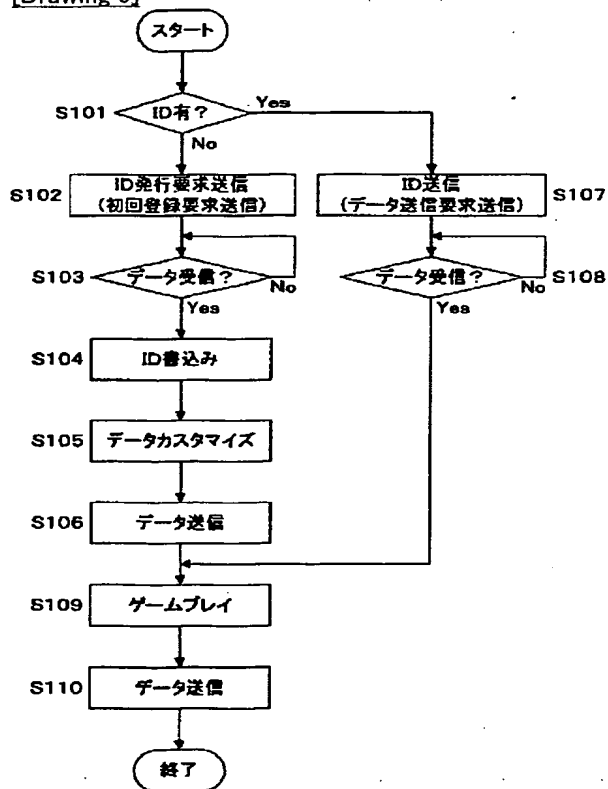 スタート
S101
ID有？
Yes
No
S102
ID発行要求送信
(初回登録要求送信)
ID送信
(データ送信要求送信)
S107
S103
データ受信？
No
データ受信？
No
S108
Yes
Yes
S104
ID書込み
S105
データカスタマイズ
S106
データ送信
S109
ゲームプレイ
S110
データ送信
終了